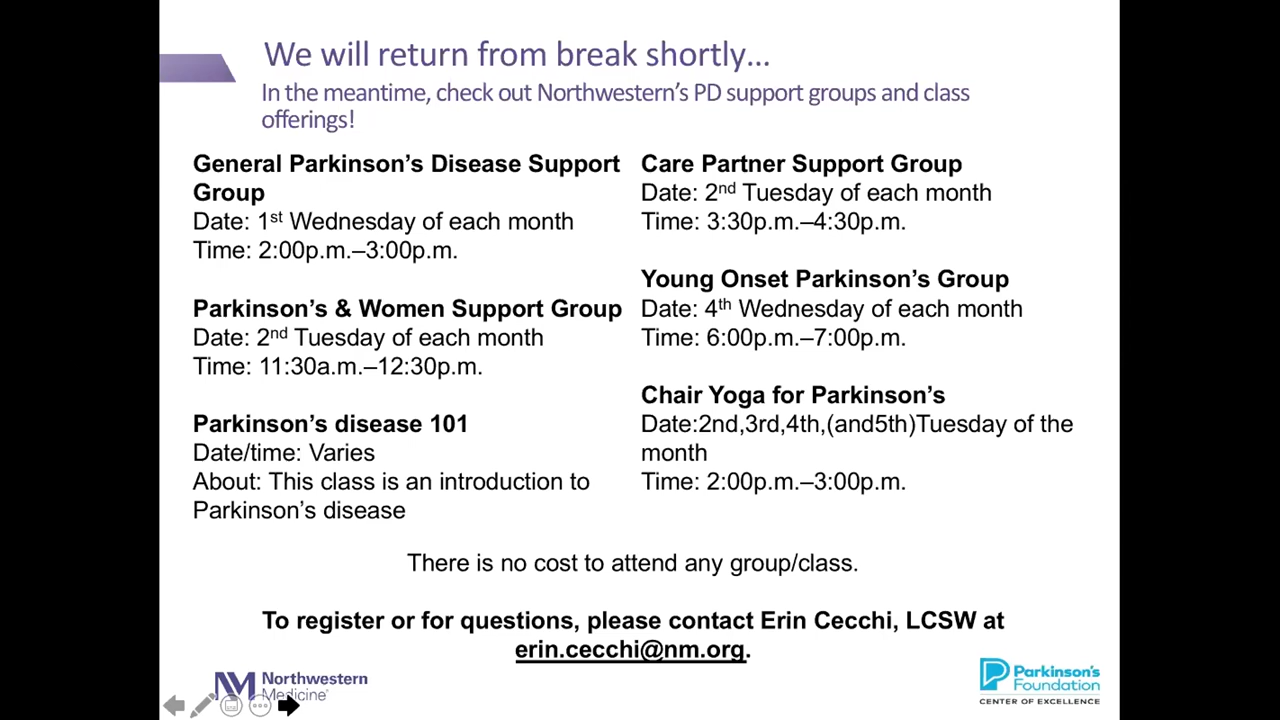 We will return from break shortly...
In the meantime, check out Northwestern's PD support groups and class
offerings!
General Parkinson's Disease Support
Group
Date: 1st Wednesday of each month
Time: 2:00p.m.–3:00p.m.
Parkinson's & Women Support Group
Date: 2nd Tuesday of each month
Time: 11:30a.m.–12:30p.m.
Parkinson's disease 101
Date/time: Varies
About: This class is an introduction to
Parkinson's disease
Care Partner Support Group
Date: 2nd Tuesday of each month
Time: 3:30p.m.–4:30p.m.
Young Onset Parkinson's Group
Date: 4th Wednesday of each month
Time: 6:00p.m.–7:00p.m.
Chair Yoga for Parkinson's
Date:2nd,3rd,4th,(and5th)Tuesday of the
month
Time: 2:00p.m.–3:00p.m.
There is no cost to attend any group/class.
To register or for questions, please contact Erin Cecchi, LCSW at
erin.cecchi@nm.org.
NM Northwestern
Medicine®
Parkinson's
Foundation
CENTER OF EXCELLENCE